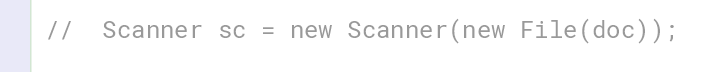 //  Scanner sc = new Scanner(new File(doc));